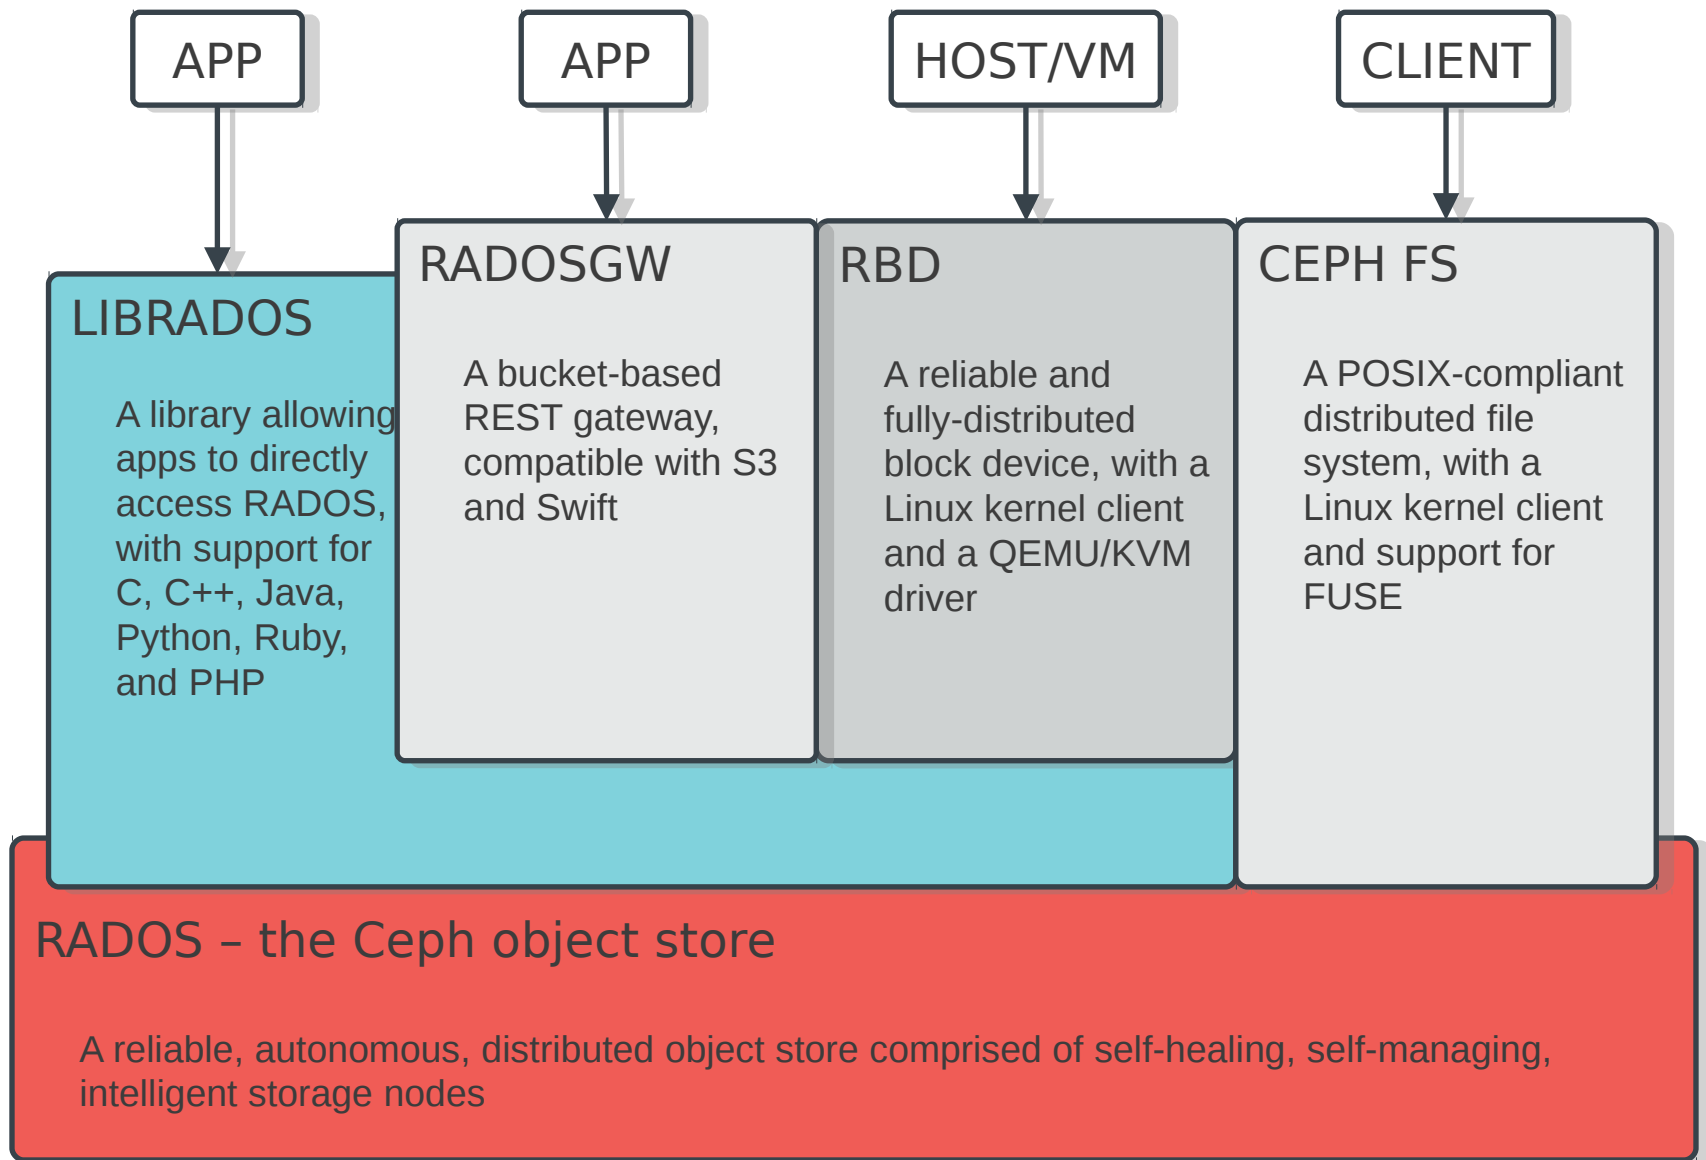 APP
APP
HOST/VM
CLIENT
LIBRADOS
A library allowing
apps to directly
access RADOS,
with support for
C, C++, Java,
Python, Ruby,
and PHP
RADOSGW
A bucket-based
REST gateway,
compatible with S3
and Swift
RBD
A reliable and
fully-distributed
block device, with a
Linux kernel client
and a QEMU/KVM
driver
CEPH FS
A POSIX-compliant
distributed file
system, with a
Linux kernel client
and support for
FUSE
RADOS – the Ceph object store
A reliable, autonomous, distributed object store comprised of self-healing, self-managing,
intelligent storage nodes